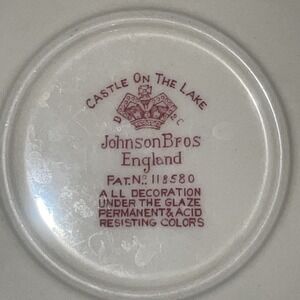 CASTLE ON THE LAKE
D C
Johnson Bros
England
PAT. No. 118580
ALL DECORATION
UNDER THE GLAZE
PERMANENT & ACID
RESISTING COLORS